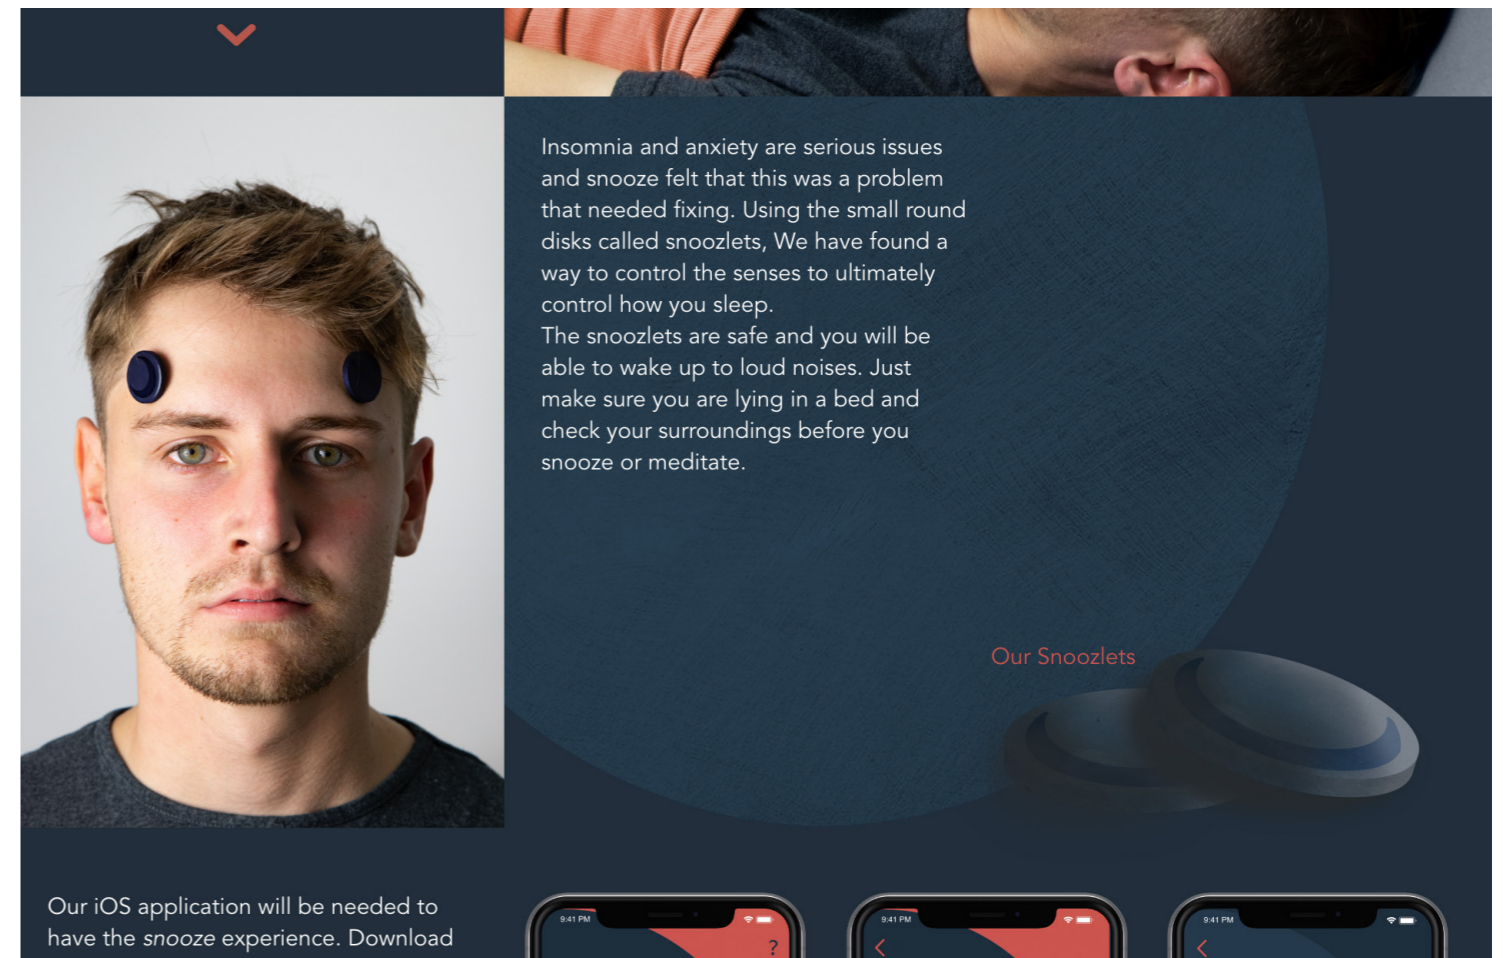 Insomnia and anxiety are serious issues
and snooze felt that this was a problem
that needed fixing. Using the small round
disks called snoozlets, We have found a
way to control the senses to ultimately
control how you sleep.
The snoozlets are safe and you will be
able to wake up to loud noises. Just
make sure you are lying in a bed and
check your surroundings before you
snooze or meditate.
Our Snoozlets
Our iOS application will be needed to
have the snooze experience. Download
9:41 PM
?
9:41 PM
9:41 PM